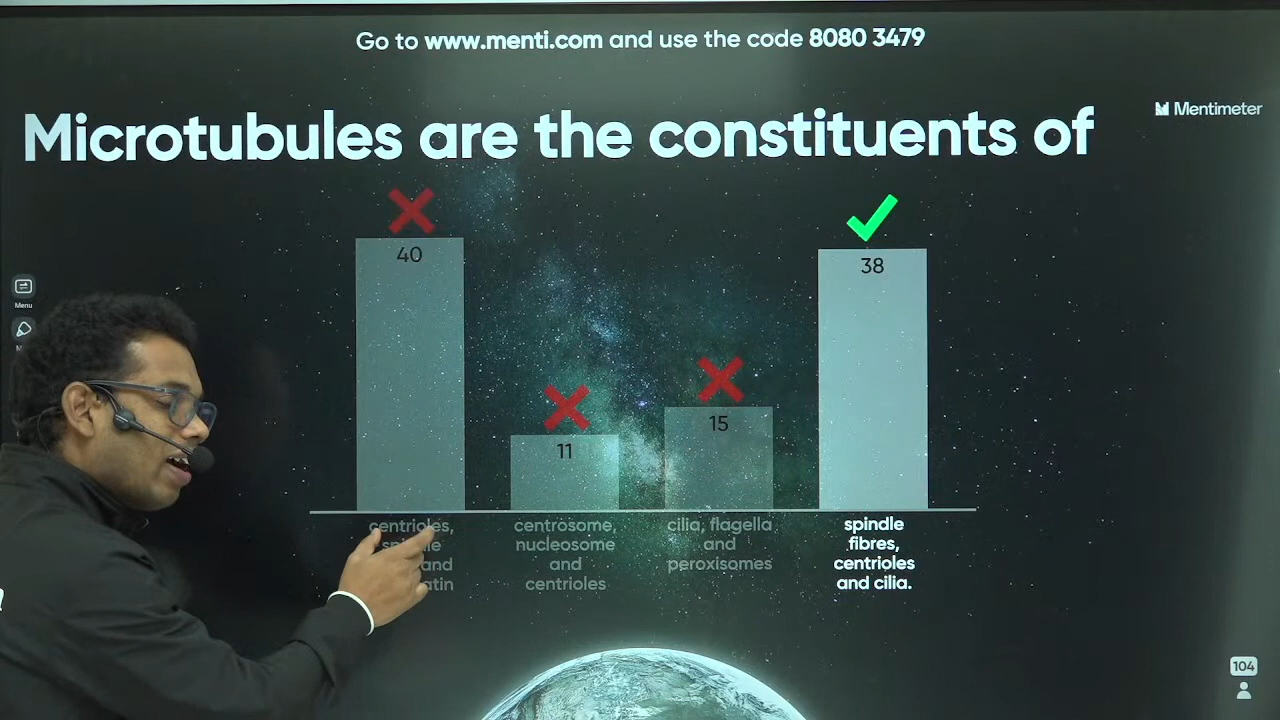 Go to www.menti.com and use the code 8080 3479
Mentimeter
Microtubules are the constituents of
40
11
15
38
Menu
centrioles,
and
centrosome,
nucleosome
and
centrioles
cilia, flagella
and
peroxisomes
spindle
fibres,
centrioles
and cilia.
104